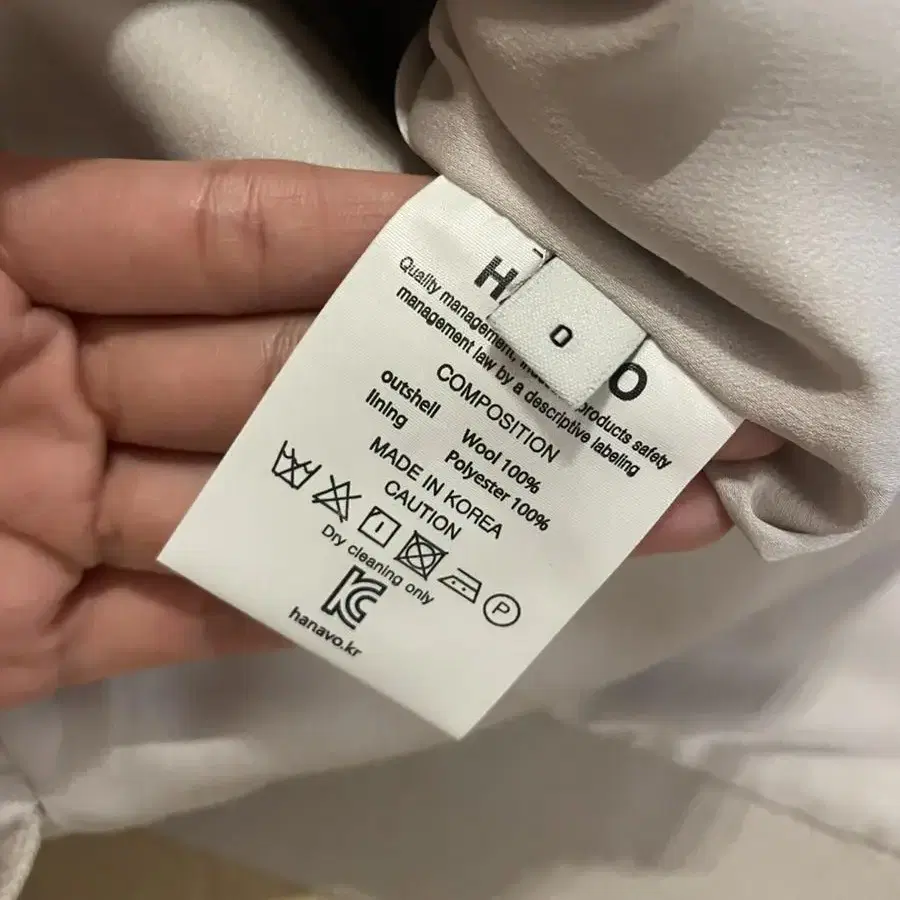 0
Quality management, products safety
management law by a descriptive labeling
COMPOSITION
outshell Wool 100%
lining Polyester 100%
MADE IN KOREA
CAUTION
P
Dry cleaning only
KC
hanavo.kr